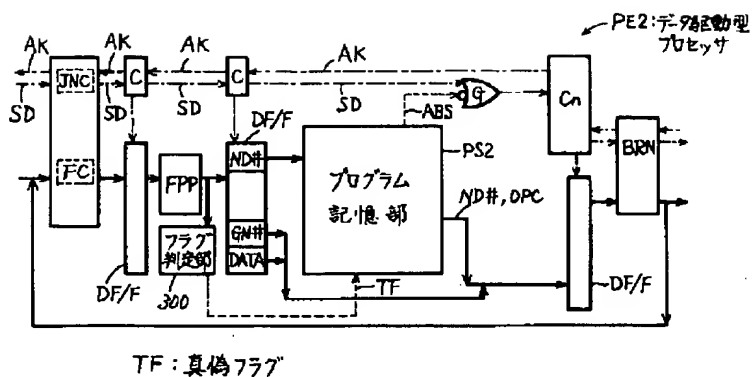 PE2:データ駆動型
プロセッサ
AK
AK
AK
AK
JNC
C
C
Cn
SD
SD
SD
SD
G
ABS
DF/F
BRN
FC
FPP
ND#
プログラム
記憶部
PS2
ND#, OPC
フラグ
判定部
GN#
DATA
DF/F
300
TF
DF/F
TF:真偽フラグ